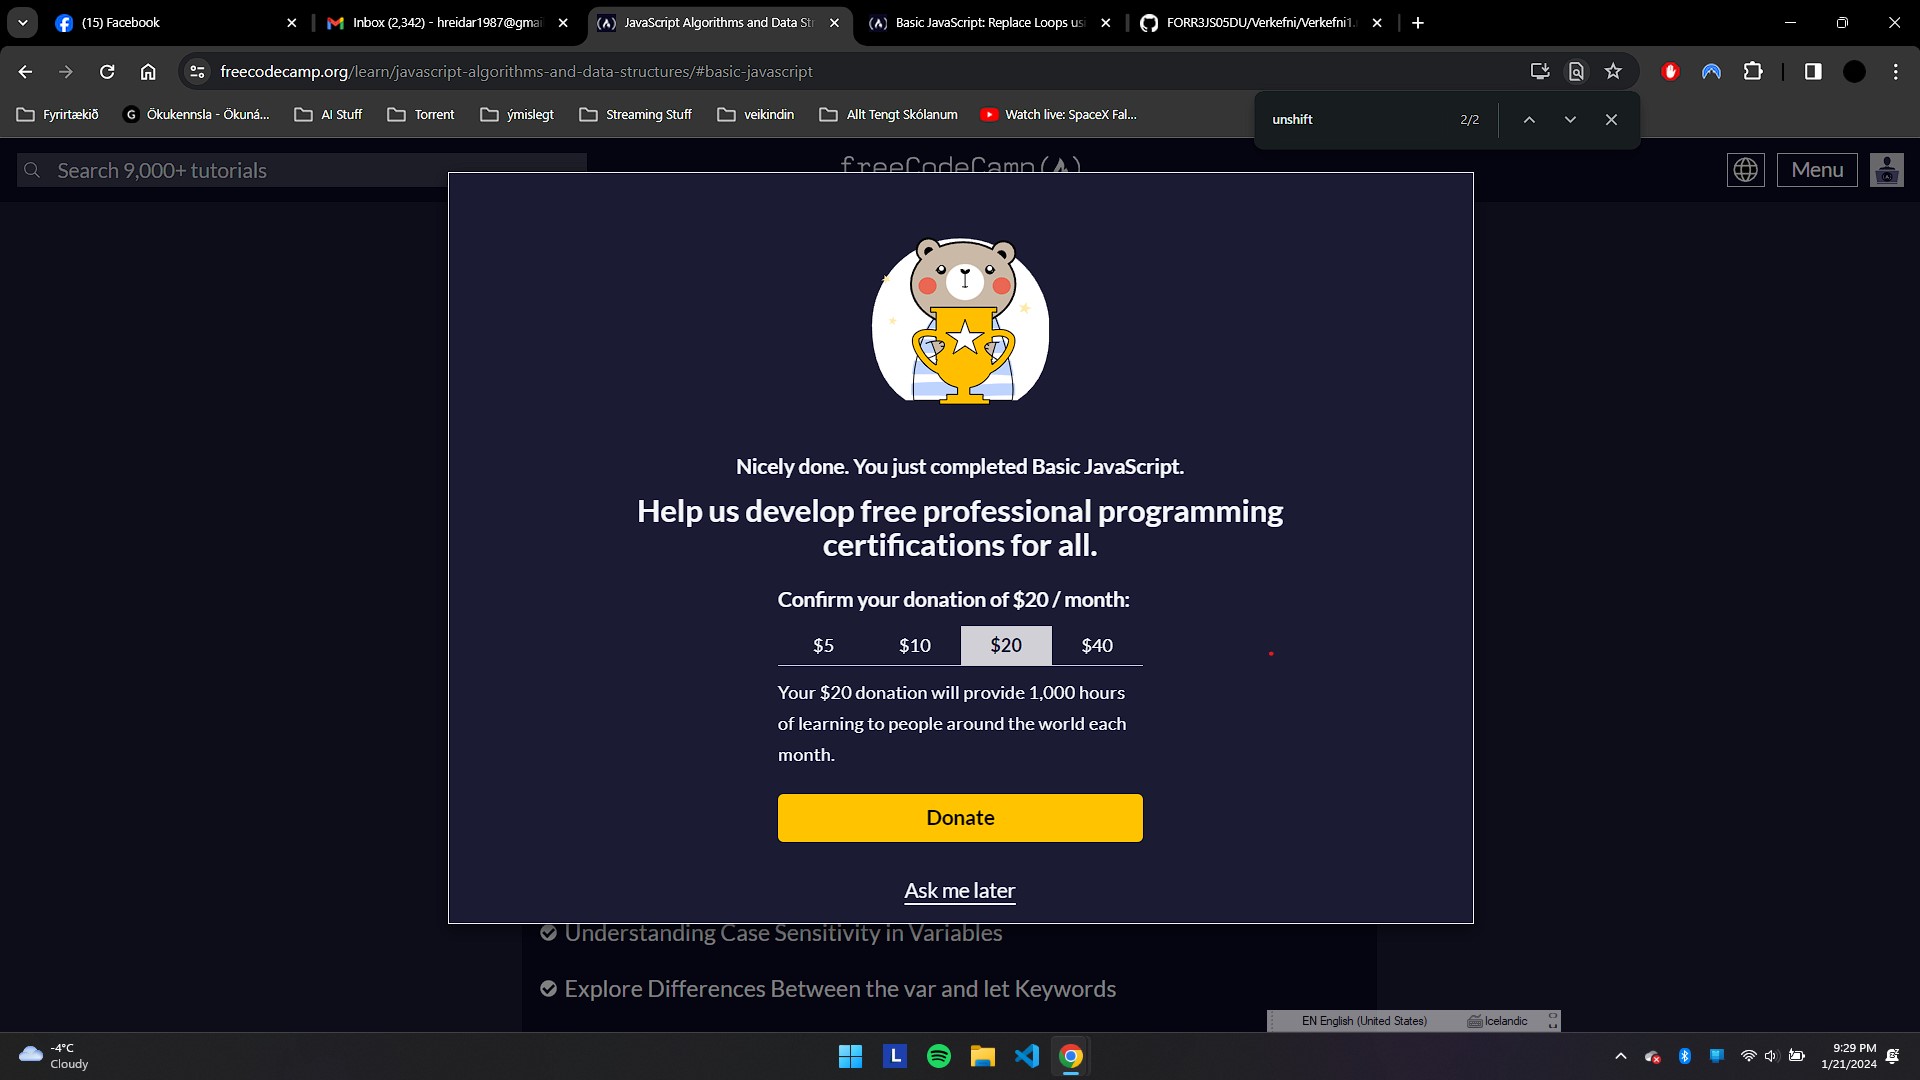 (15) Facebook
Inbox (2,342) - hreidar1987@gmai
JavaScript Algorithms and Data St
Basic JavaScript: Replace Loops usi
FORR3JS05DU/Verkefni/Verkefni1.
freecodecamp.org/learn/javascript-algorithms-and-data-structures/#basic-javascript
Fyrirtækið
Ökukennsla - Ökuná...
AI Stuff
Torrent
ýmislegt
Streaming Stuff
veikindin
Allt Tengt Skólanum
Watch live: SpaceX Fal...
unshift
2/2
Search 9,000+ tutorials
freeCodeCamp
Menu
Nicely done. You just completed Basic JavaScript.
Help us develop free professional programming
certifications for all.
Confirm your donation of $20 / month:
$5 $10 $20 $40
Your $20 donation will provide 1,000 hours
of learning to people around the world each
month.
Donate
Ask me later
Understanding Case Sensitivity in Variables
Explore Differences Between the var and let Keywords
EN English (United States) Icelandic
-4°C
Cloudy
L
9:29 PM
1/21/2024